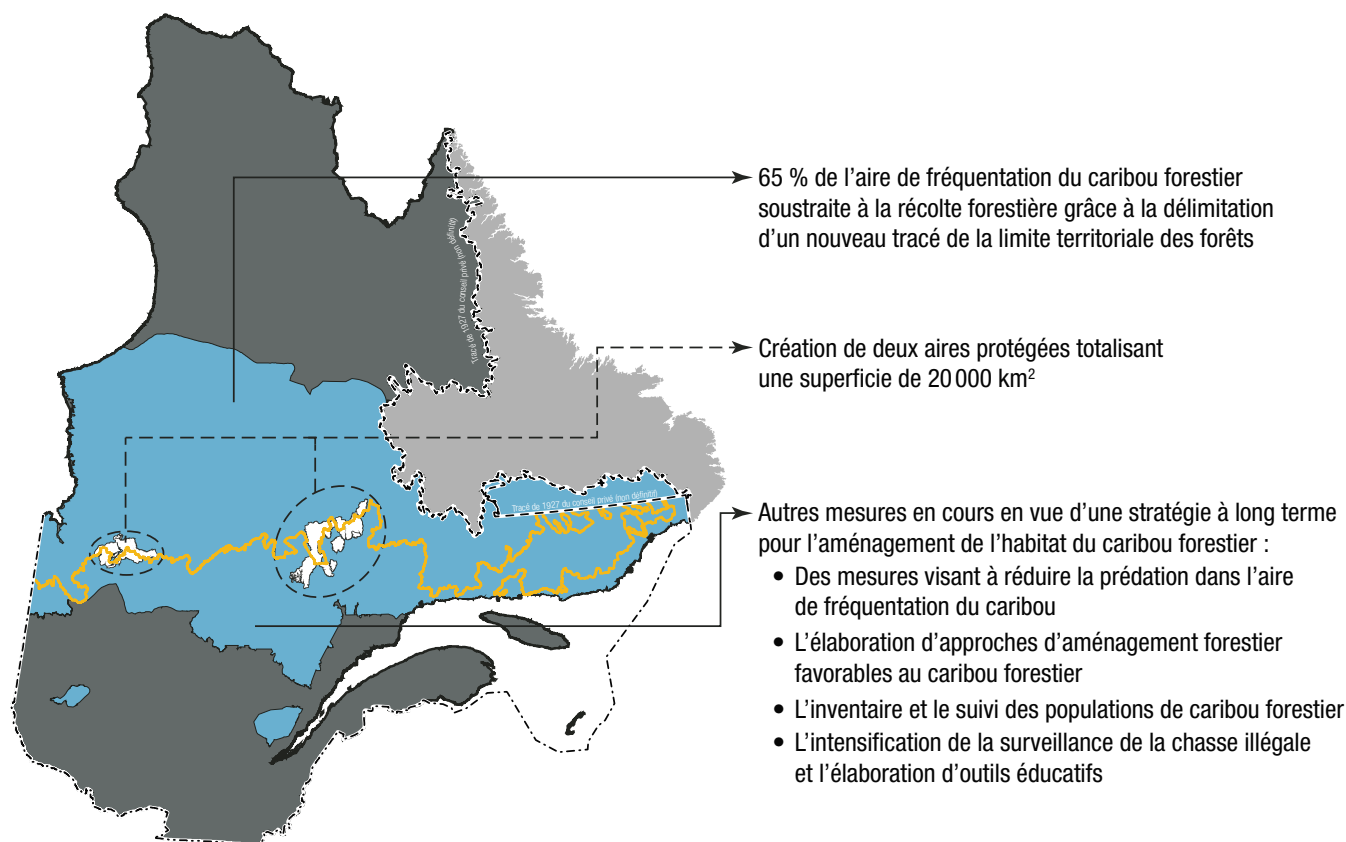 65 % de l’aire de fréquentation du caribou forestier
soustraite à la récolte forestière grâce à la délimitation
d’un nouveau tracé de la limite territoriale des forêts
Tracé de 1927 du conseil privé (non définitif)
Création de deux aires protégées totalisant
une superficie de 20 000 km²
Tracé de 1927 du conseil privé (non définitif)
Autres mesures en cours en vue d’une stratégie à long terme
pour l’aménagement de l’habitat du caribou forestier :
• Des mesures visant à réduire la prédation dans l’aire
de fréquentation du caribou
• L’élaboration d’approches d’aménagement forestier
favorables au caribou forestier
• L’inventaire et le suivi des populations de caribou forestier
• L’intensification de la surveillance de la chasse illégale
et l’élaboration d’outils éducatifs